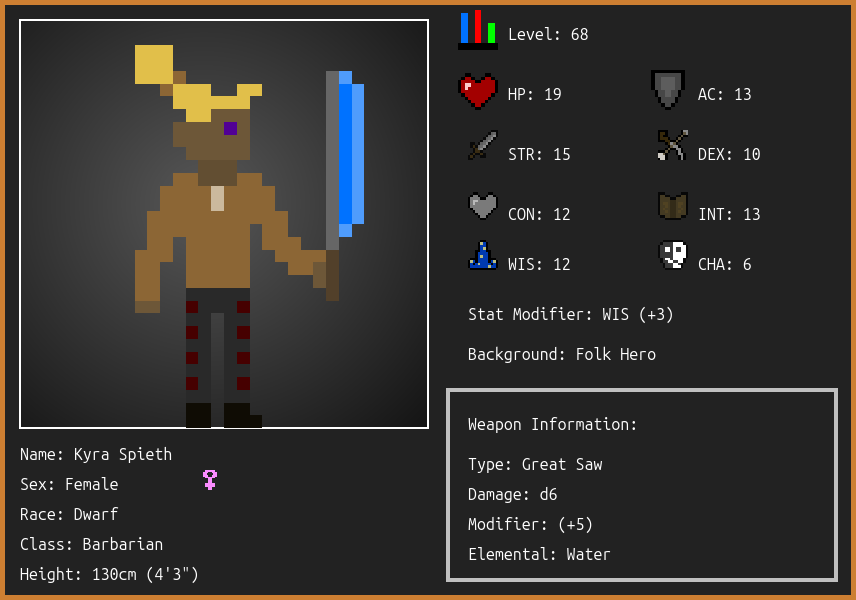 Level: 68
HP: 19
AC: 13
STR: 15
DEX: 10
CON: 12
INT: 13
WIS: 12
CHA: 6
Stat Modifier: WIS (+3)
Background: Folk Hero
Name: Kyra Spieth
Sex: Female
Race: Dwarf
Class: Barbarian
Height: 130cm (4'3")
Weapon Information:
Type: Great Saw
Damage: d6
Modifier: (+5)
Elemental: Water